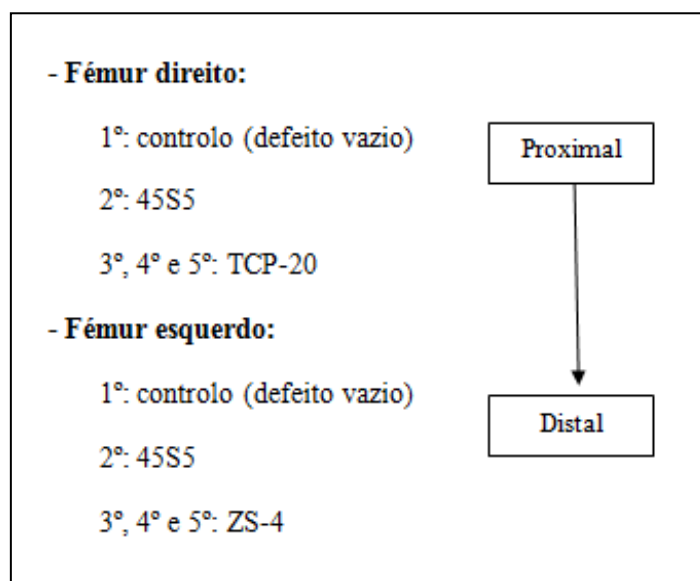 - Fémur direito:
1º: controlo (defeito vazio)
Proximal
2º: 45S5
3º, 4º e 5º: TCP-20
- Fémur esquerdo:
1º: controlo (defeito vazio)
Distal
2º: 45S5
3º, 4º e 5º: ZS-4